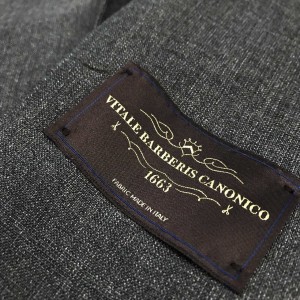 VITALE BARBERIS CANONICO
1663
FABRIC MADE IN ITALY